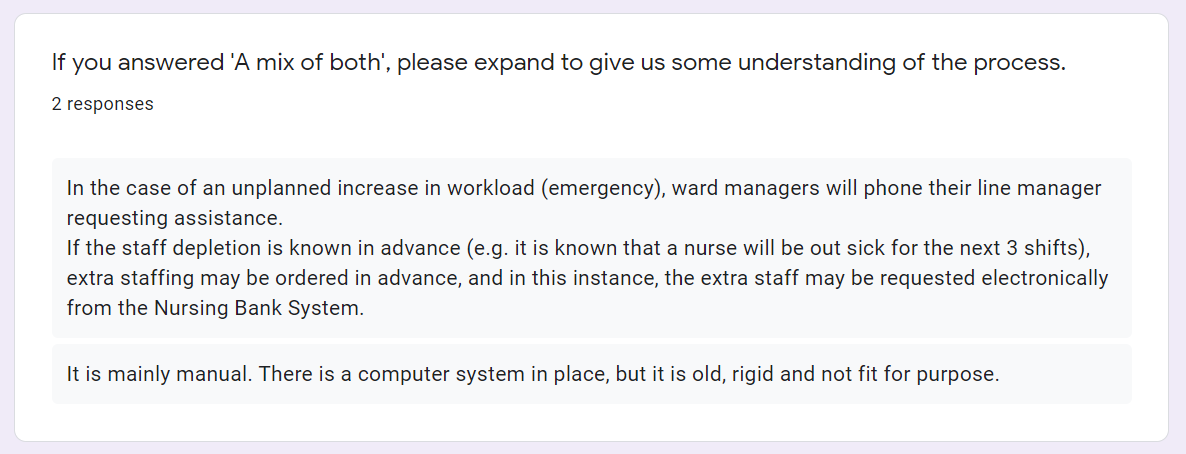 If you answered 'A mix of both', please expand to give us some understanding of the process.
2 responses
In the case of an unplanned increase in workload (emergency), ward managers will phone their line manager
requesting assistance.
If the staff depletion is known in advance (e.g. it is known that a nurse will be out sick for the next 3 shifts),
extra staffing may be ordered in advance, and in this instance, the extra staff may be requested electronically
from the Nursing Bank System.
It is mainly manual. There is a computer system in place, but it is old, rigid and not fit for purpose.